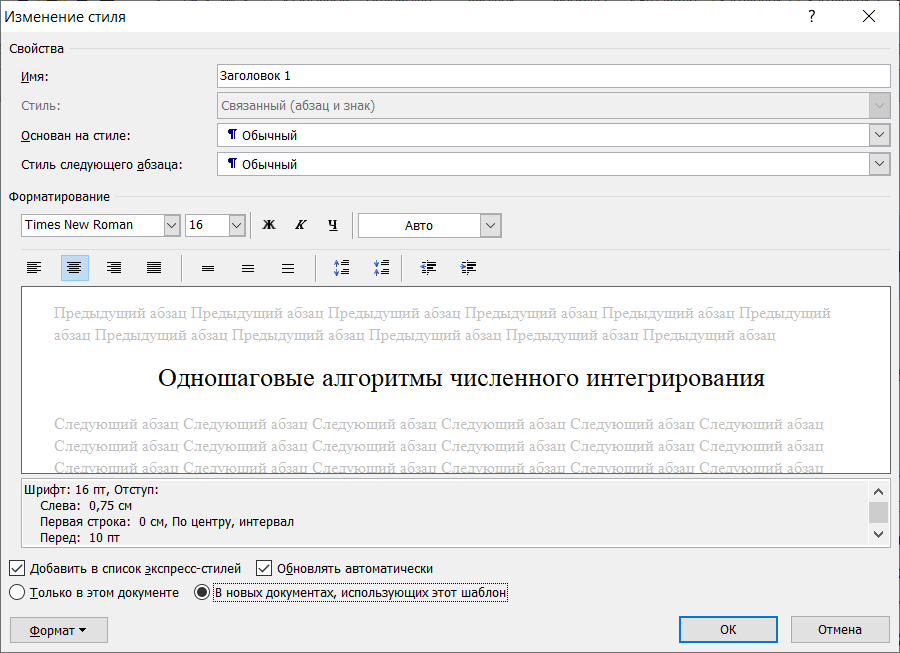 Изменение стиля ?
Свойства
Имя: Заголовок 1
Стиль: Связанный (абзац и знак)
Основан на стиле: ¶ Обычный
Стиль следующего абзаца: ¶ Обычный
Форматирование
Times New Roman 16 Ж К Ч Авто
Предыдущий абзац Предыдущий абзац Предыдущий абзац Предыдущий абзац Предыдущий абзац Предыдущий
абзац Предыдущий абзац Предыдущий абзац Предыдущий абзац Предыдущий абзац Предыдущий абзац
Одношаговые алгоритмы численного интегрирования
Следующий абзац Следующий абзац Следующий абзац Следующий абзац Следующий абзац Следующий абзац
Следующий абзац Следующий абзац Следующий абзац Следующий абзац Следующий абзац Следующий абзац
Следующий абзац Следующий абзац Следующий абзац Следующий абзац Следующий абзац Следующий абзац
Шрифт: 16 пт, Отступ:
Слева: 0,75 см
Первая строка: 0 см, По центру, интервал
Перед: 10 пт
Добавить в список экспресс-стилей Обновлять автоматически
Только в этом документе В новых документах, использующих этот шаблон
Формат ОК Отмена